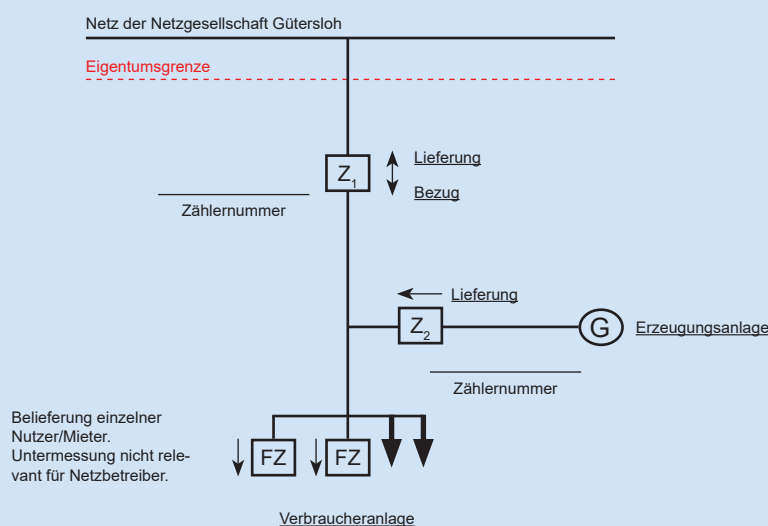 Netz der Netzgesellschaft Gütersloh
Eigentumsgrenze
Z1
Lieferung
Bezug
Zählernummer
Lieferung
Z2
G
Erzeugungsanlage
Zählernummer
Belieferung einzelner
Nutzer/Mieter.
Untermessung nicht rele-
vant für Netzbetreiber.
FZ
FZ
Verbraucheranlage